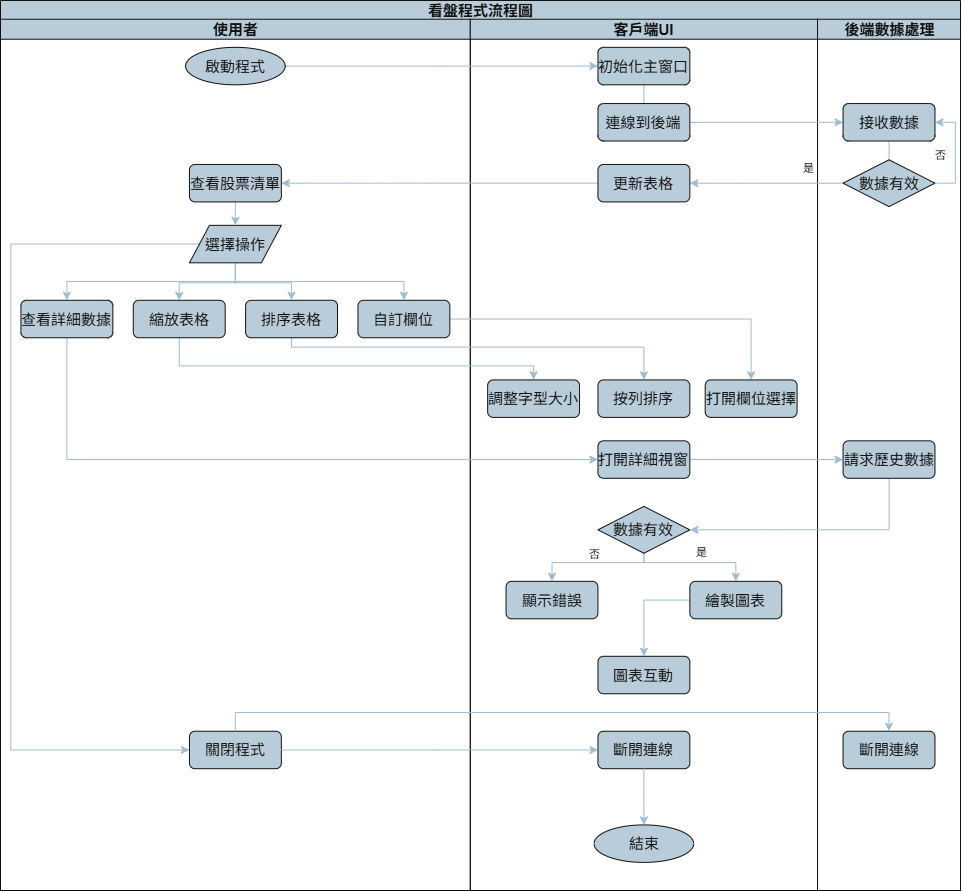 看盤程式流程圖
使用者
客戶端UI
後端數據處理
啟動程式
初始化主窗口
連線到後端
接收數據
否
是
查看股票清單
更新表格
數據有效
選擇操作
查看詳細數據
縮放表格
排序表格
自訂欄位
調整字型大小
按列排序
打開欄位選擇
打開詳細視窗
請求歷史數據
數據有效
否
是
顯示錯誤
繪製圖表
圖表互動
關閉程式
斷開連線
斷開連線
結束